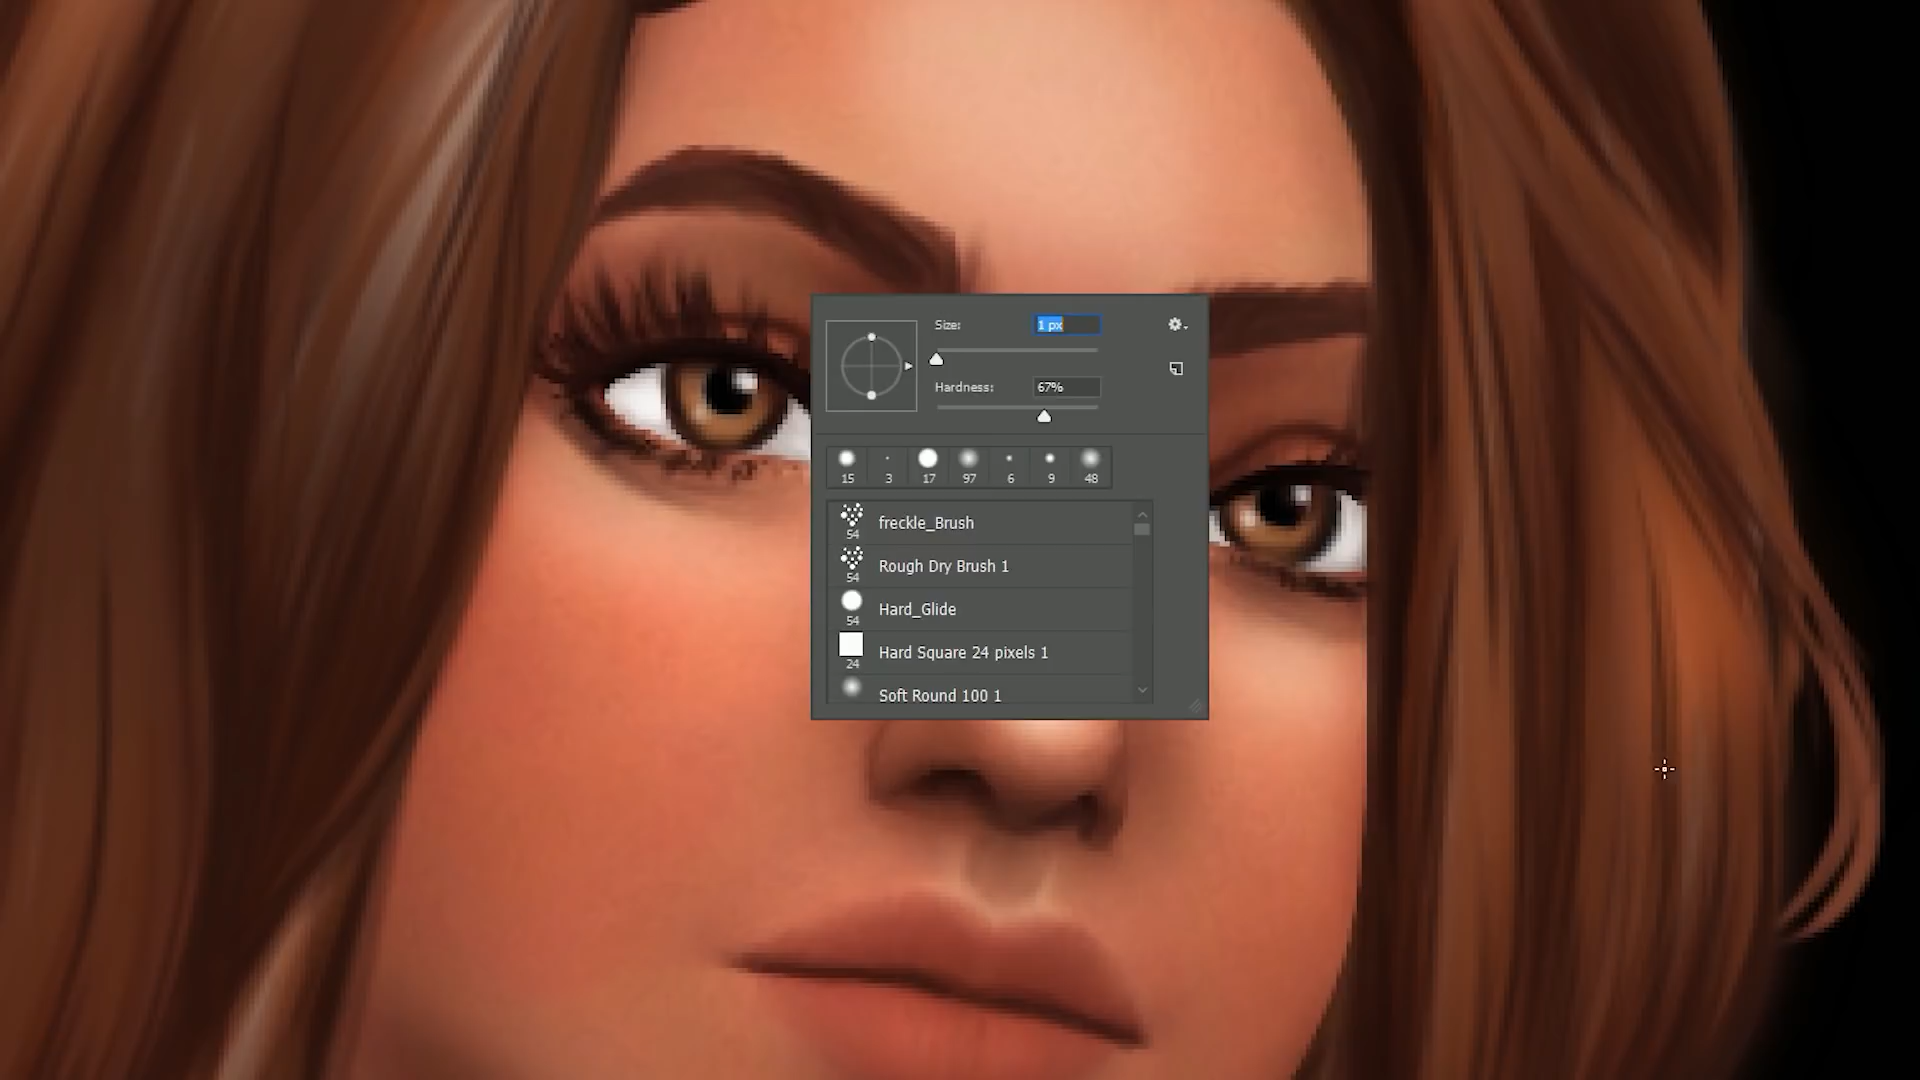 Size: 1 px
Hardness: 67%
15 3 17 97 6 9 48
54 freckle_Brush
54 Rough Dry Brush 1
54 Hard_Glide
24 Hard Square 24 pixels 1
Soft Round 100 1